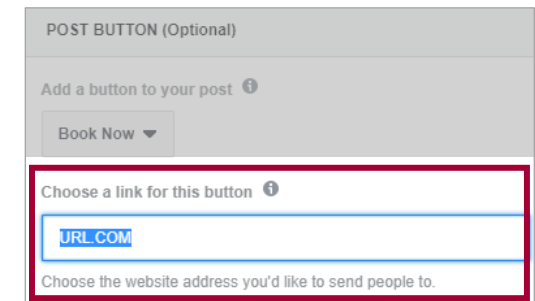 POST BUTTON (Optional)
Add a button to your post
Book Now
Choose a link for this button
URL.COM
Choose the website address you'd like to send people to.